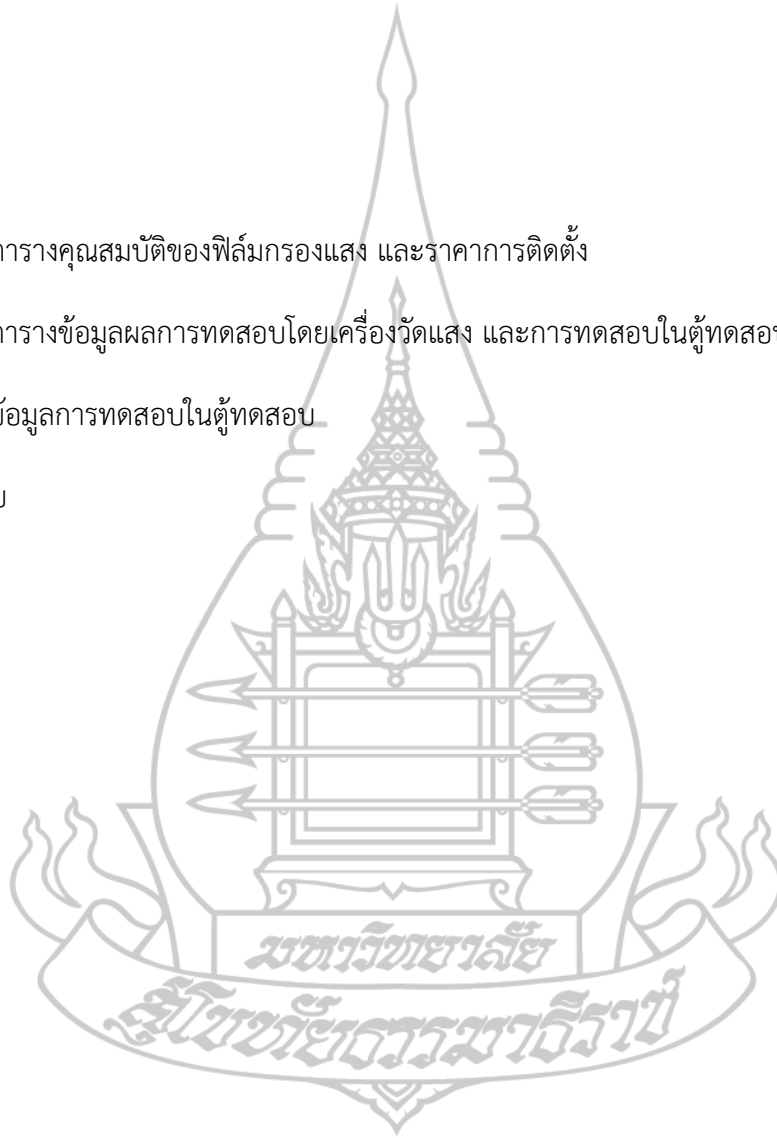 ตารางคุณสมบัติของฟิล์มกรองแสง และราคาการติดตั้ง
ตารางข้อมูลผลการทดสอบโดยเครื่องวัดแสง และการทดสอบในตู้ทดสอบ
ข้อมูลการทดสอบในตู้ทดสอบ
มหาวิทยาลัย
สุโขทัยธรรมาธิราช